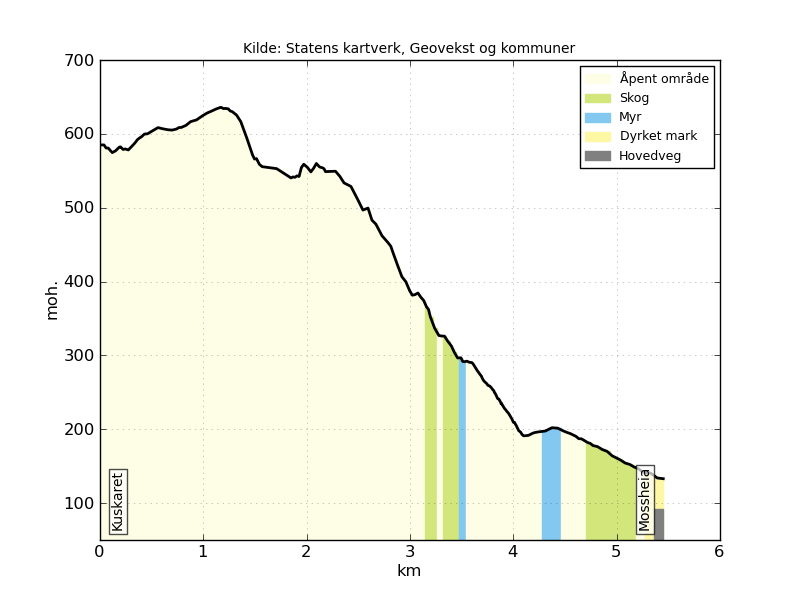 Kilde: Statens kartverk, Geovekst og kommuner
700
600
500
400
300
200
100
moh.
Åpent område
Skog
Myr
Dyrket mark
Hovedveg
Kuskaret
Mossheia
0 1 2 3 4 5 6
km